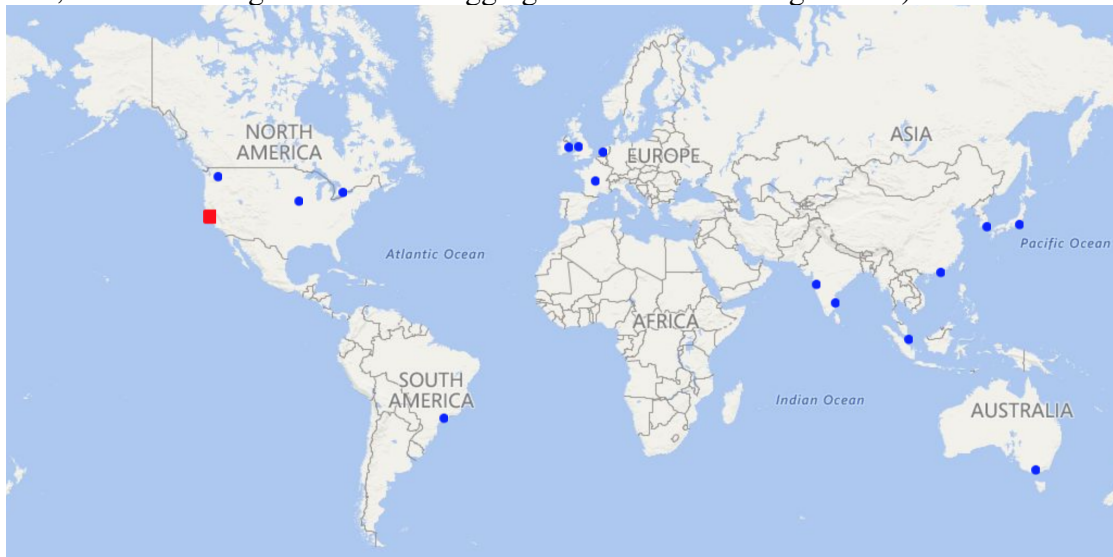 NORTH
AMERICA
EUROPE
ASIA
Atlantic Ocean
Pacific Ocean
AFRICA
SOUTH
AMERICA
Indian Ocean
AUSTRALIA